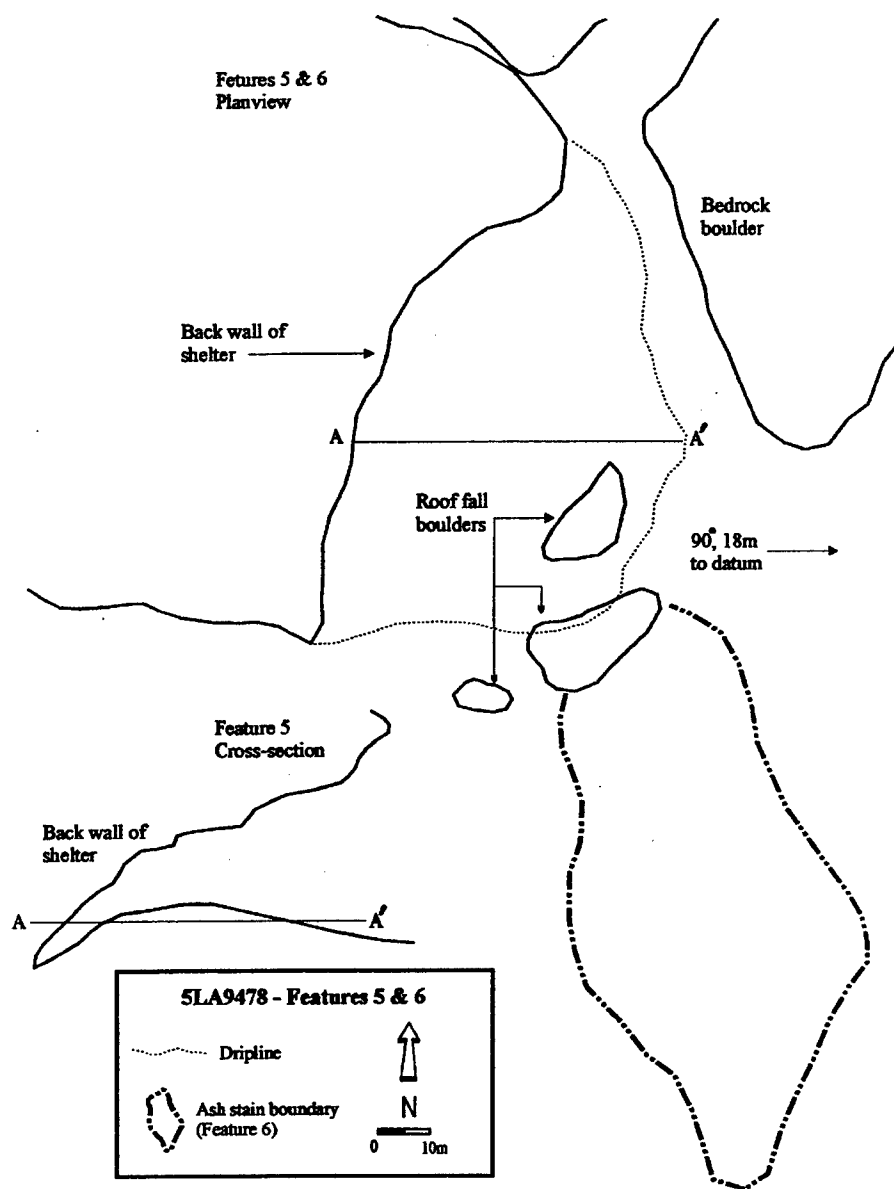 Fetures 5 & 6
Planview
Bedrock
boulder
Back wall of
shelter
A
A'
Roof fall
boulders
90°, 18m
to datum
Feature 5
Cross-section
Back wall of
shelter
A
A'
5LA9478 - Features 5 & 6
Dripline
Ash stain boundary
(Feature 6)
N
0 10m